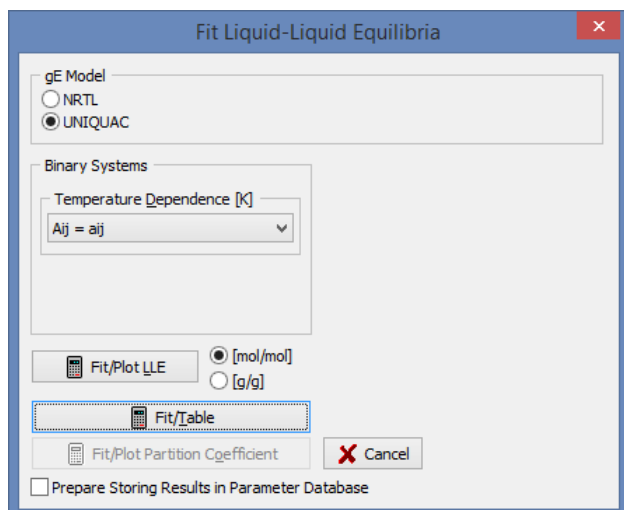 Fit Liquid-Liquid Equilibria
gE Model
NRTL
UNIQUAC
Binary Systems
Temperature Dependence [K]
Aij = aij
Fit/Plot LLE
[mol/mol]
[g/g]
Fit/Table
Fit/Plot Partition Coefficient
Cancel
Prepare Storing Results in Parameter Database